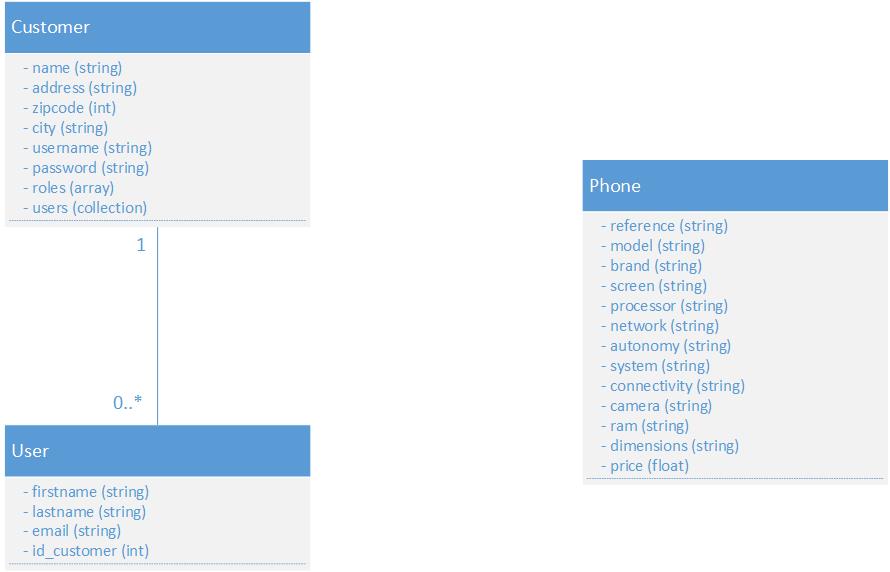 Customer
- name (string)
- address (string)
- zipcode (int)
- city (string)
- username (string)
- password (string)
- roles (array)
- users (collection)
1
0..*
User
- firstname (string)
- lastname (string)
- email (string)
- id_customer (int)
Phone
- reference (string)
- model (string)
- brand (string)
- screen (string)
- processor (string)
- network (string)
- autonomy (string)
- system (string)
- connectivity (string)
- camera (string)
- ram (string)
- dimensions (string)
- price (float)